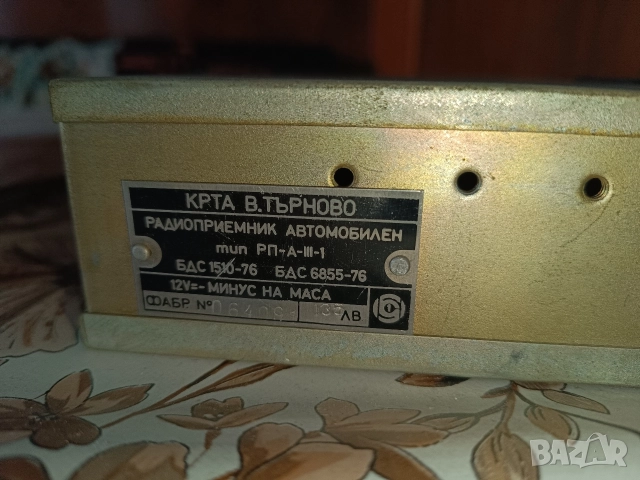 КРТА В.ТЪРНОВО
РАДИОПРИЕМНИК АВТОМОБИЛЕН
тип РП-А-III-1
БДС 1510-76 БДС 6855-76
12V=- МИНУС НА МАСА
ФАБР. № ЛВ
BAZAR